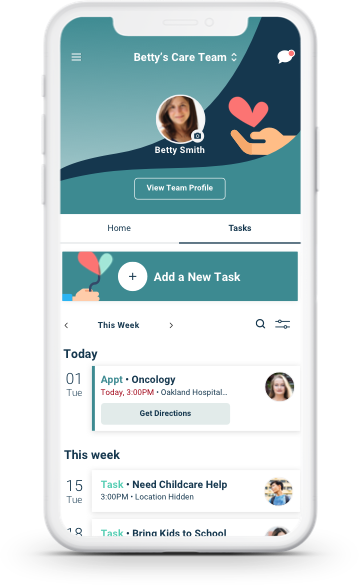 Betty's Care Team
Betty Smith
View Team Profile
Home
Tasks
+ Add a New Task
This Week
Today
01
Tue
Appt • Oncology
Today, 3:00PM • Oakland Hospital...
Get Directions
This week
15
Tue
Task • Need Childcare Help
3:00PM • Location Hidden
18
Task • Bring Kids to School